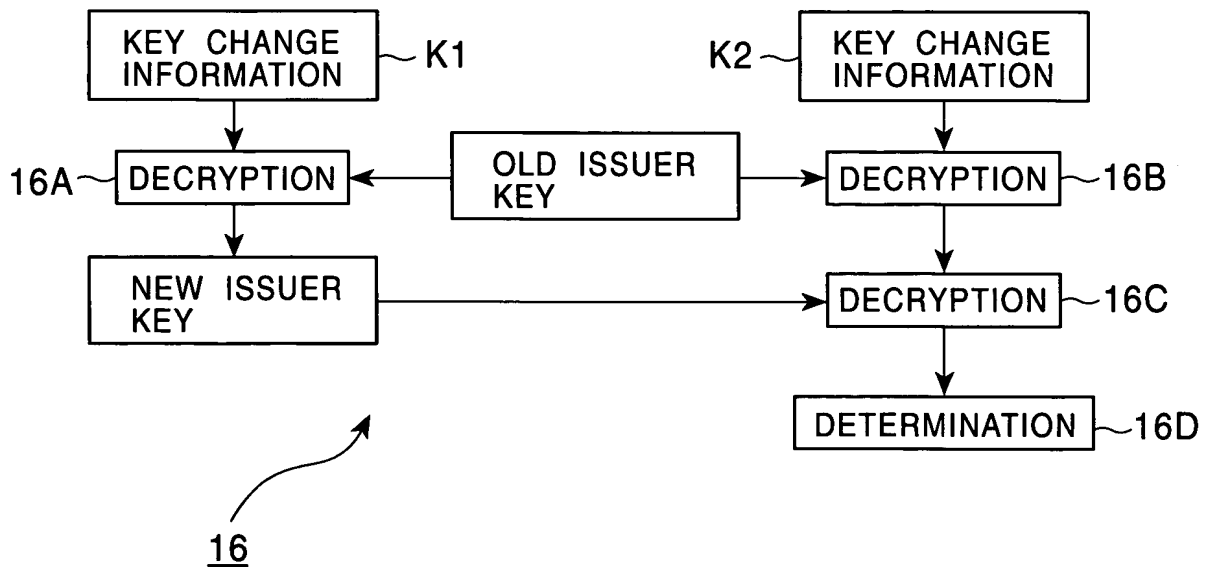 KEY CHANGE
INFORMATION
K1
K2
KEY CHANGE
INFORMATION
16A
DECRYPTION
OLD ISSUER
KEY
DECRYPTION
16B
NEW ISSUER
KEY
DECRYPTION
16C
DETERMINATION
16D
16